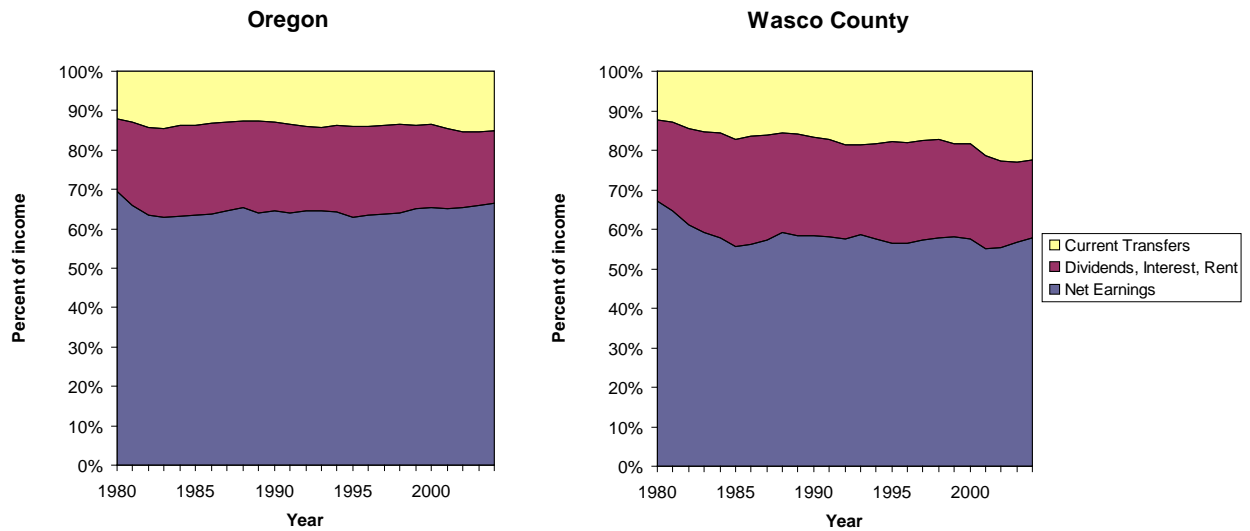 Oregon
Wasco County
100%
90%
80%
70%
60%
50%
40%
30%
20%
10%
0%
Percent of income
1980 1985 1990 1995 2000
Year
100%
90%
80%
70%
60%
50%
40%
30%
20%
10%
0%
Percent of income
1980 1985 1990 1995 2000
Year
Current Transfers
Dividends, Interest, Rent
Net Earnings